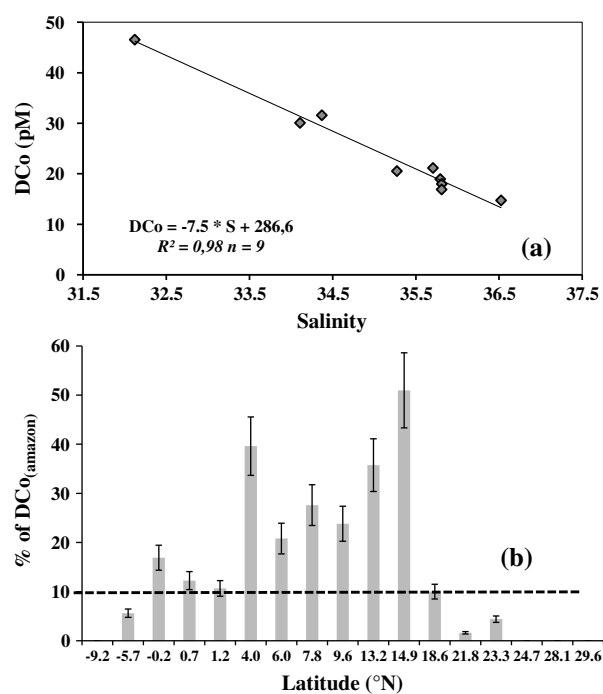 50
40
30
20
10
0
DCo (pM)
DCo = -7.5 * S + 286,6
R² = 0,98 n = 9
(a)
31.5 32.5 33.5 34.5 35.5 36.5 37.5
Salinity
60
50
40
30
20
10
0
% of DCo(amazon)
(b)
-9.2 -5.7 -0.2 0.7 1.2 4.0 6.0 7.8 9.6 13.2 14.9 18.6 21.8 23.3 24.7 28.1 29.6
Latitude (°N)